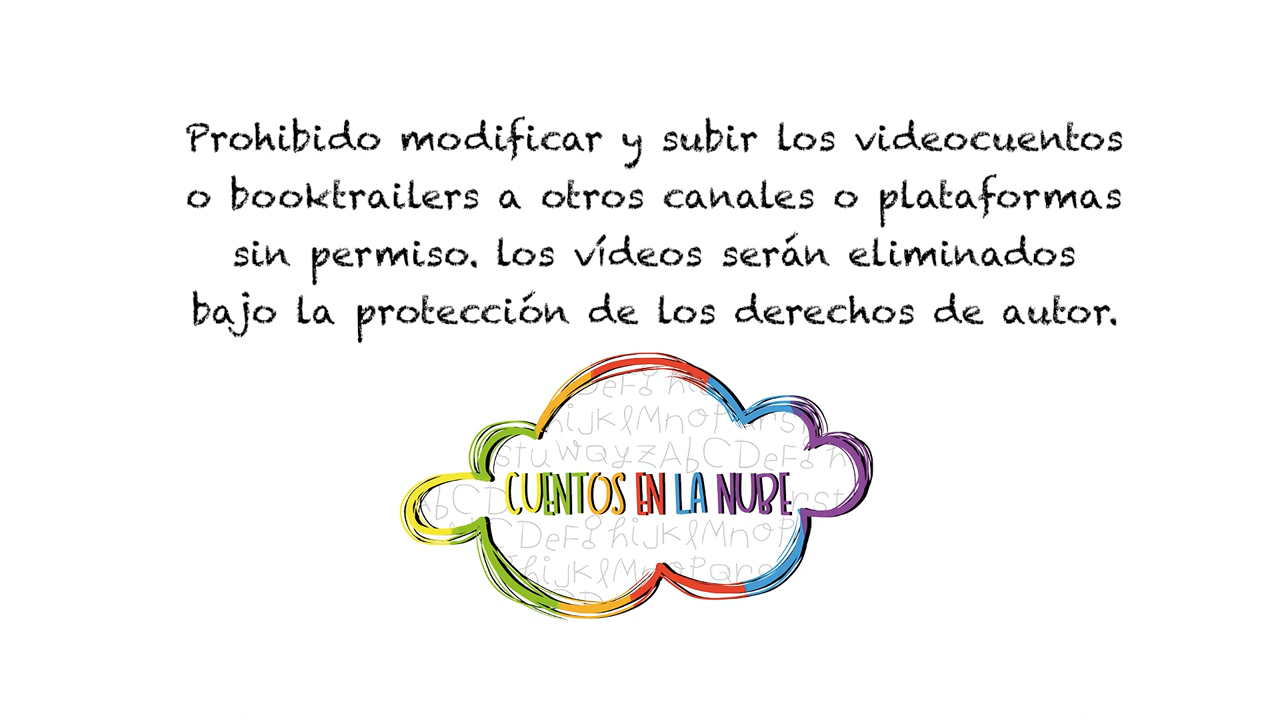 Prohibido modificar y subir los videocuentos
o booktrailers a otros canales o plataformas
sin permiso. los vídeos serán eliminados
bajo la protección de los derechos de autor.
CUENTOS EN LA NUBE